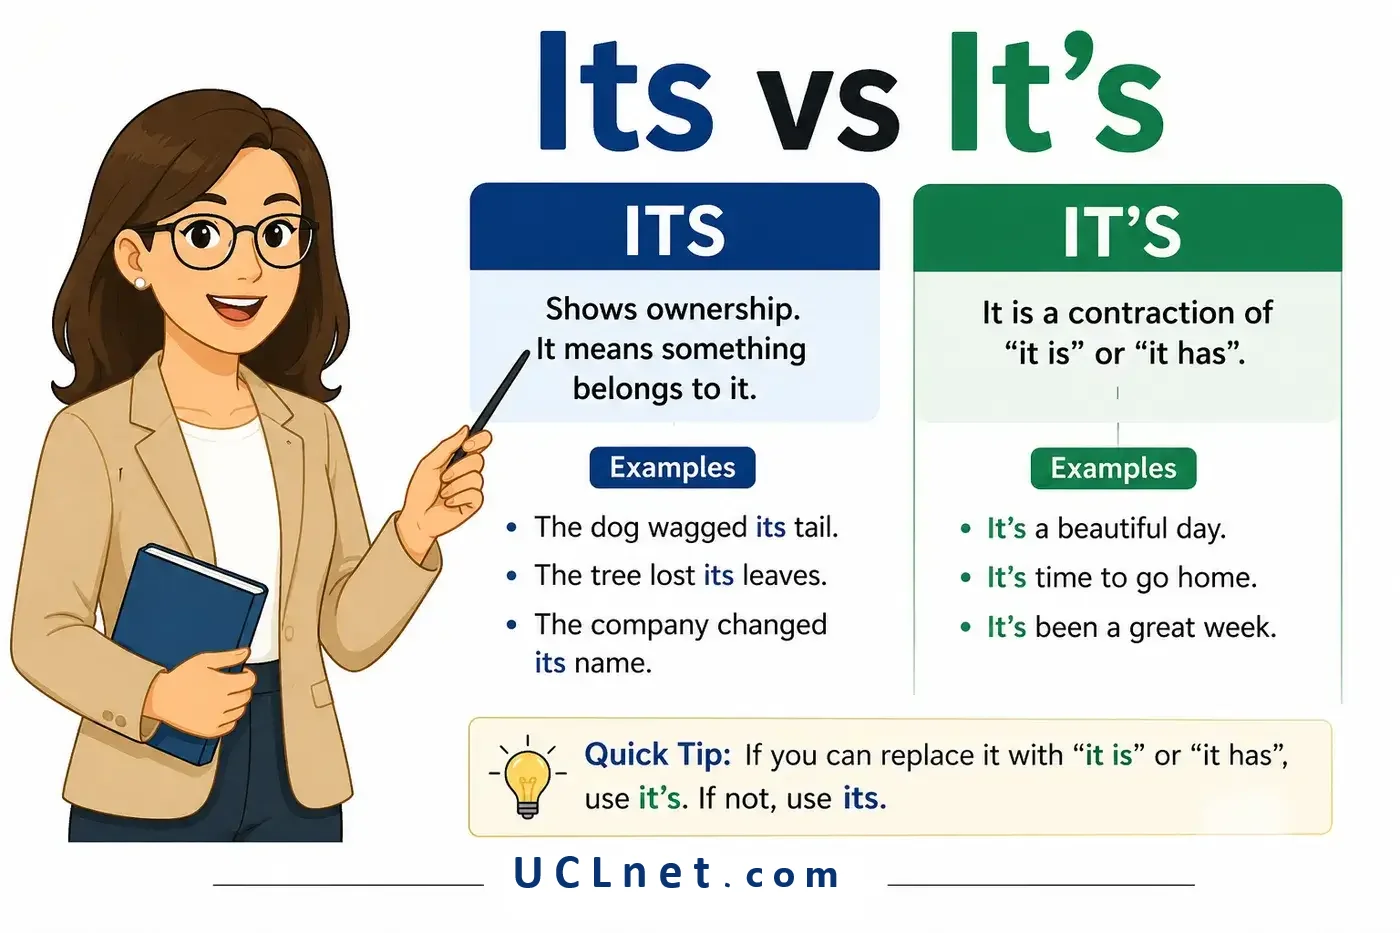 Its vs It’s
ITS
Shows ownership.
It means something
belongs to it.
Examples
• The dog wagged its tail.
• The tree lost its leaves.
• The company changed
its name.
IT’S
It is a contraction of
“it is” or “it has”.
Examples
• It’s a beautiful day.
• It’s time to go home.
• It’s been a great week.
Quick Tip: If you can replace it with “it is” or “it has”,
use it’s. If not, use its.
UCLnet.com